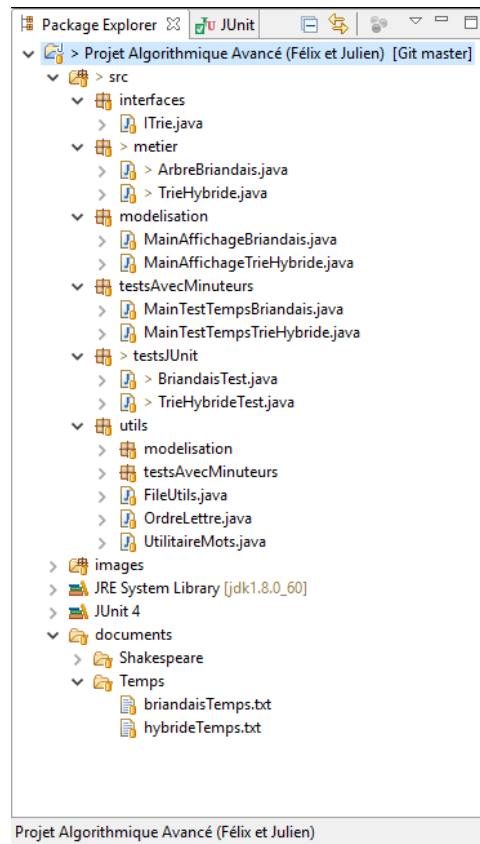 Package Explorer JUnit
> Projet Algorithmique Avancé (Félix et Julien) [Git master]
> src
interfaces
ITrie.java
> metier
> ArbreBriandais.java
> TrieHybride.java
modelisation
MainAffichageBriandais.java
MainAffichageTrieHybride.java
testsAvecMinuteurs
MainTestTempsBriandais.java
MainTestTempsTrieHybride.java
> testsJUnit
> BriandaisTest.java
> TrieHybrideTest.java
utils
modelisation
testsAvecMinuteurs
FileUtils.java
OrdreLettre.java
UtilitaireMots.java
images
JRE System Library [jdk1.8.0_60]
JUnit 4
documents
Shakespeare
Temps
briandaisTemps.txt
hybrideTemps.txt
Projet Algorithmique Avancé (Félix et Julien)